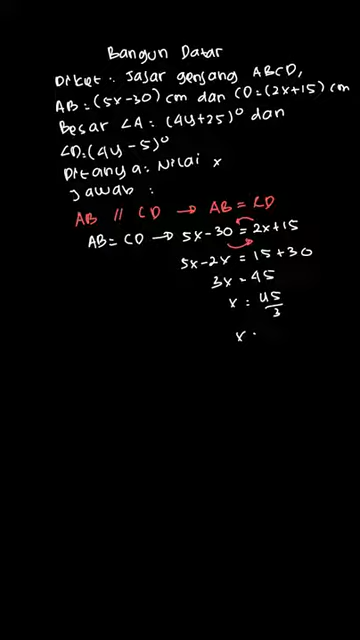 Bangun Datar
Diket : Jajar genjang ABCD,
AB = (5x-30) cm dan CD = (2x+15) cm
Besar ∠A = (4y+25)° dan
∠D = (4y-5)°
Ditanya : Nilai x
Jawab :
AB // CD → AB = CD
AB = CD → 5x-30 = 2x+15
5x-2x = 15+30
3x = 45
x = 45/3
x .